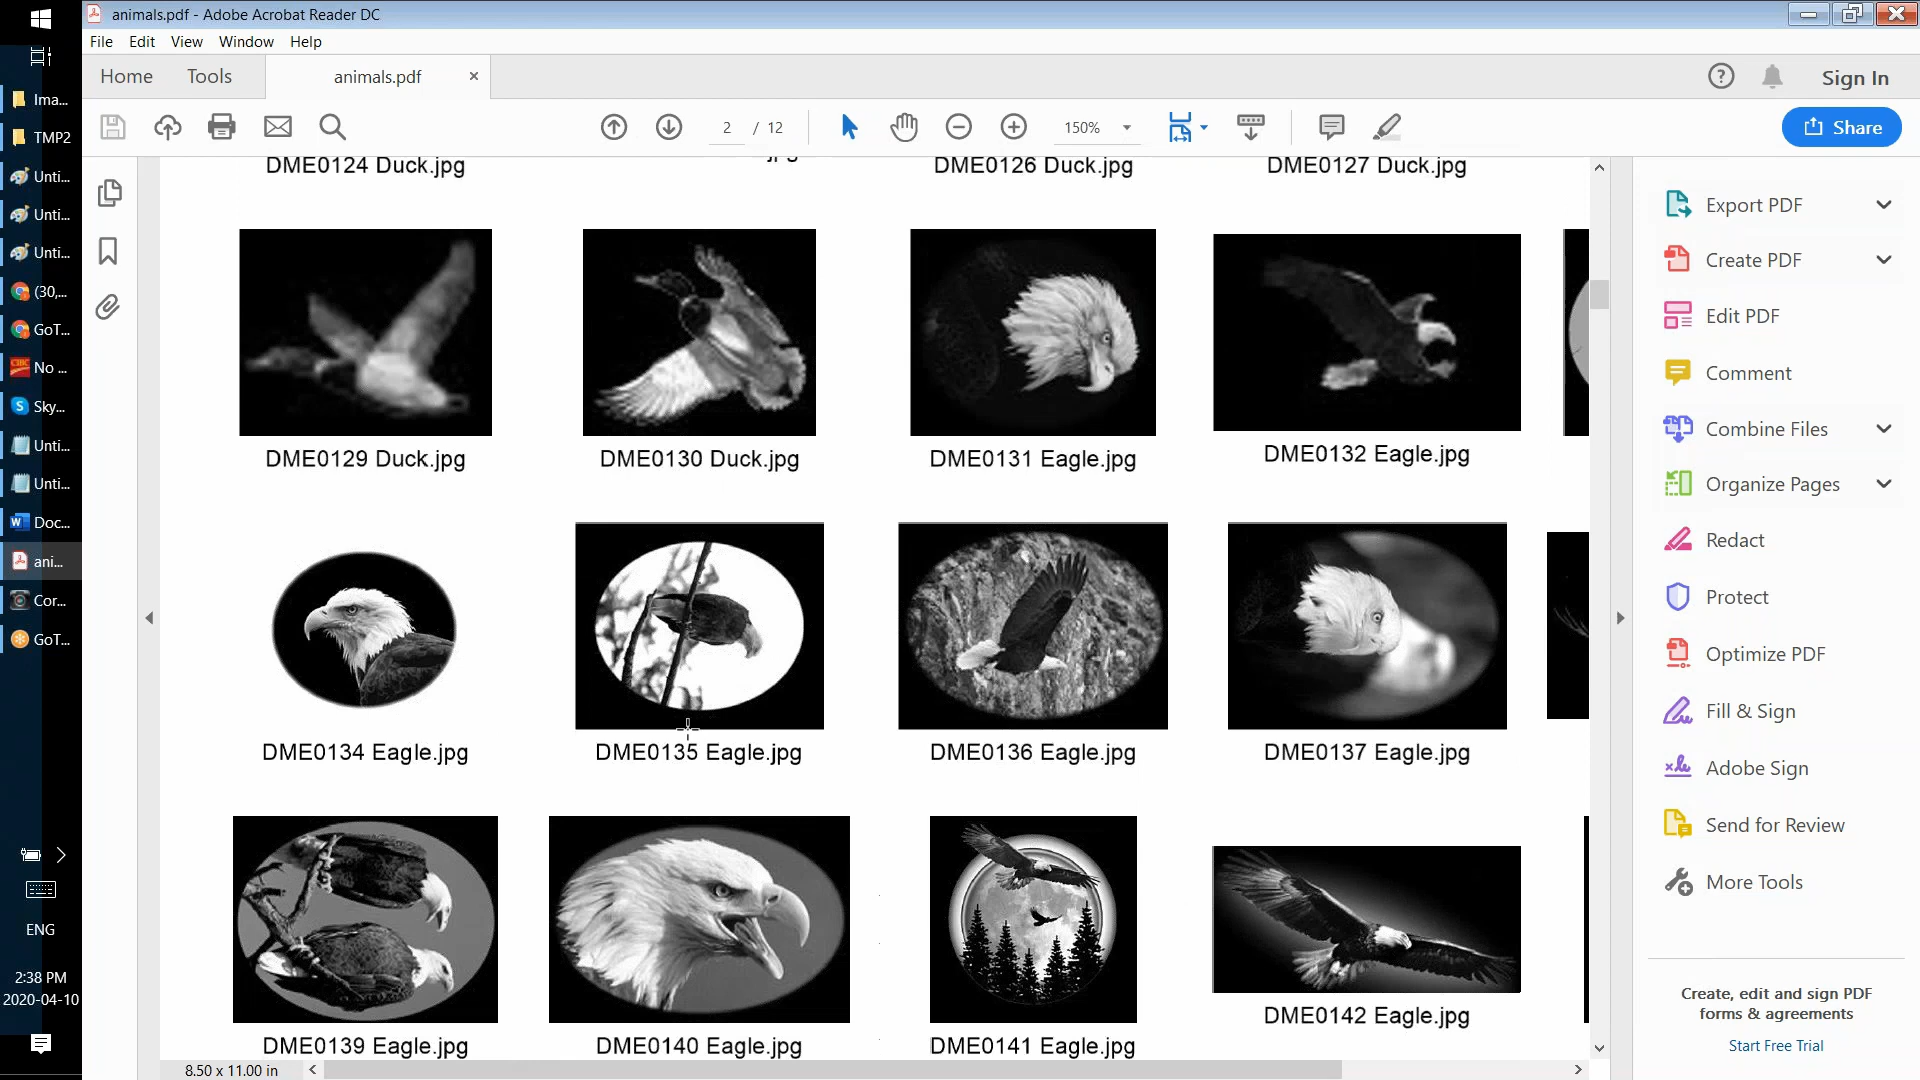 animals.pdf - Adobe Acrobat Reader DC
File Edit View Window Help
Home Tools animals.pdf
Sign In
2 / 12
150%
Share
Ima...
TMP2
Unti...
Unti...
Unti...
(30,...
GoT...
CIBC No ...
Sky...
Unti...
Unti...
Doc...
ani...
Cor...
GoT...
ENG
2:38 PM
2020-04-10
DME0124 Duck.jpg
DME0126 Duck.jpg
DME0127 Duck.jpg
DME0129 Duck.jpg
DME0130 Duck.jpg
DME0131 Eagle.jpg
DME0132 Eagle.jpg
DME0134 Eagle.jpg
DME0135 Eagle.jpg
DME0136 Eagle.jpg
DME0137 Eagle.jpg
DME0139 Eagle.jpg
DME0140 Eagle.jpg
DME0141 Eagle.jpg
DME0142 Eagle.jpg
8.50 x 11.00 in
Export PDF
Create PDF
Edit PDF
Comment
Combine Files
Organize Pages
Redact
Protect
Optimize PDF
Fill & Sign
Adobe Sign
Send for Review
More Tools
Create, edit and sign PDF
forms & agreements
Start Free Trial